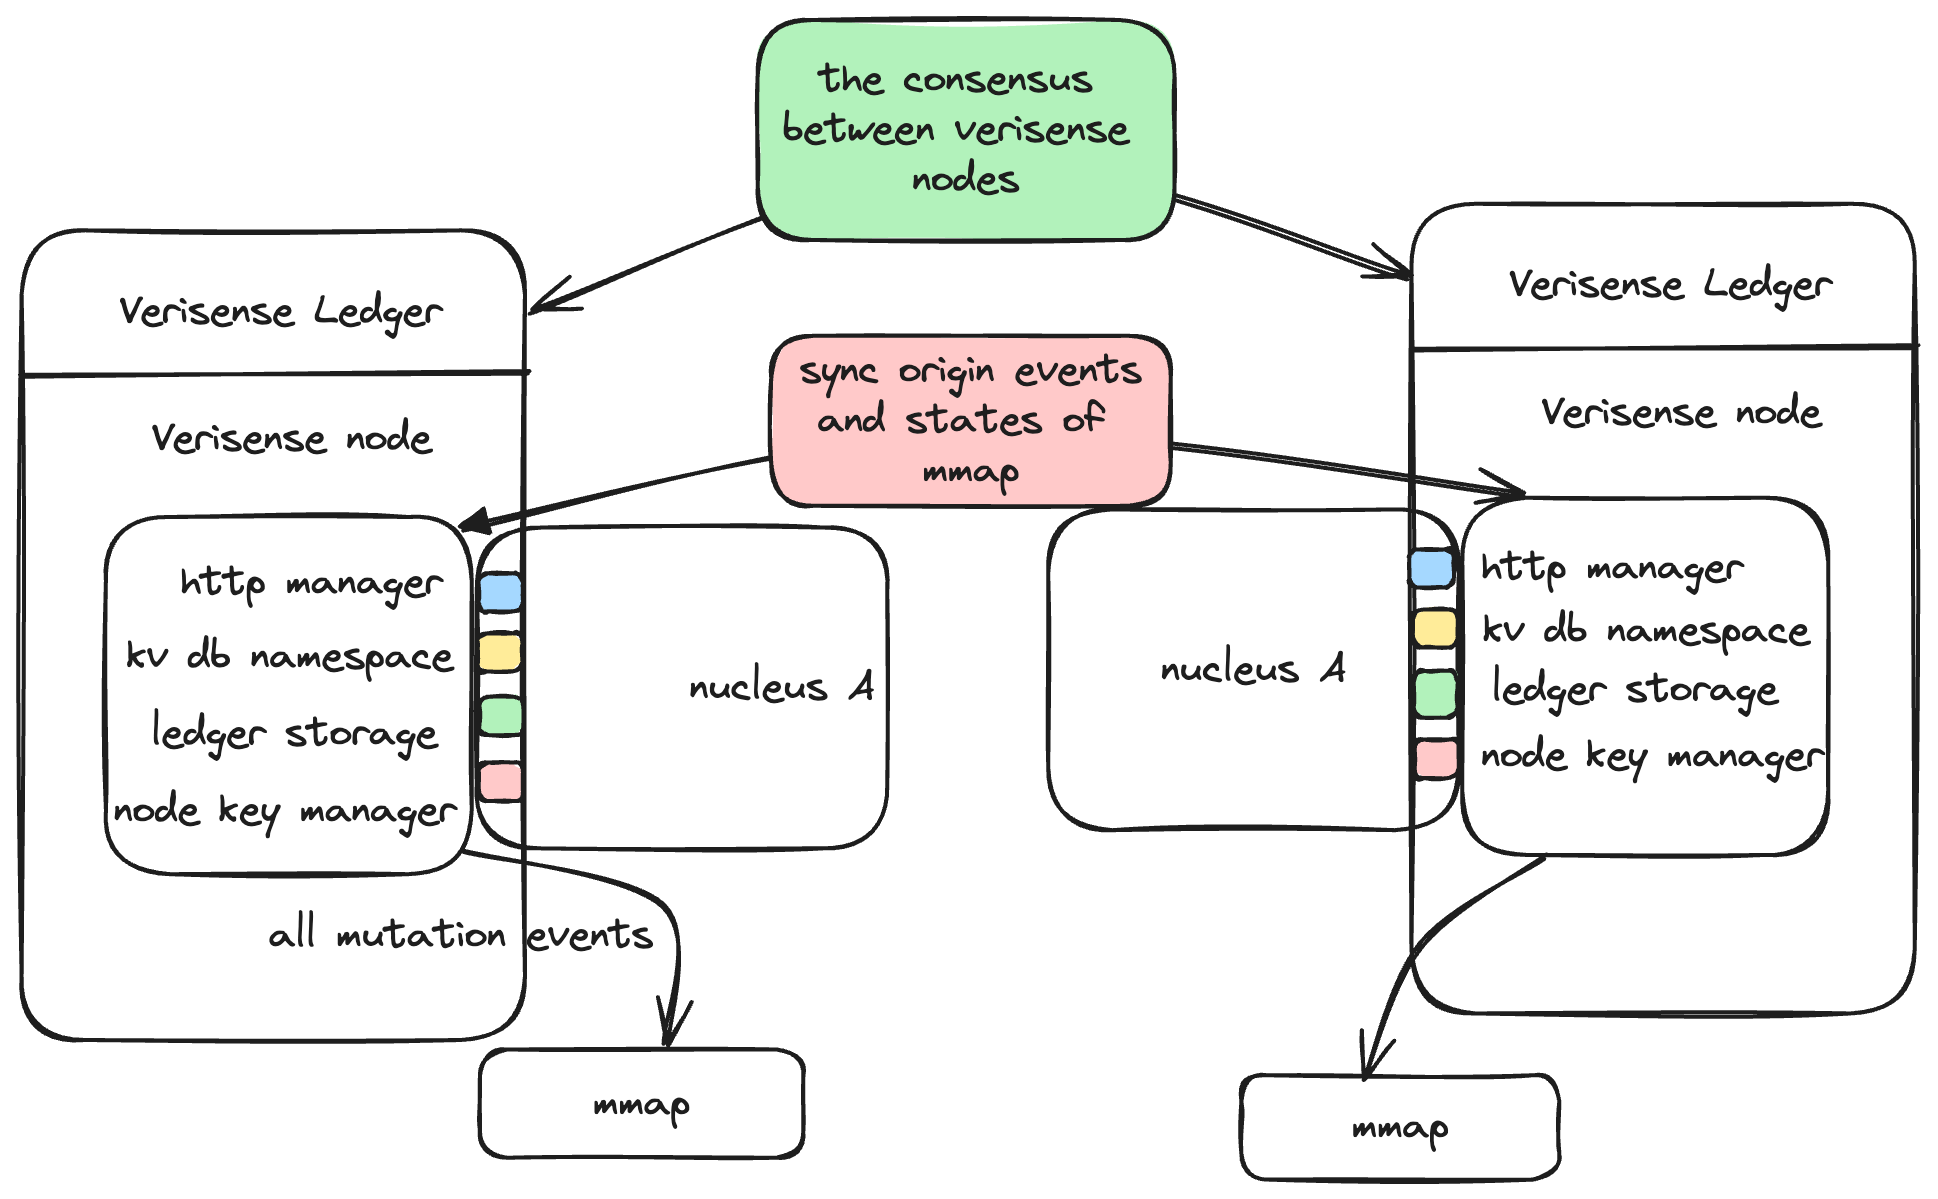 the consensus
between verisense
nodes
Verisense Ledger
Verisense node
http manager
kv db namespace
ledger storage
node key manager
nucleus A
all mutation events
mmap
sync origin events
and states of
mmap
Verisense Ledger
Verisense node
nucleus A
http manager
kv db namespace
ledger storage
node key manager
mmap